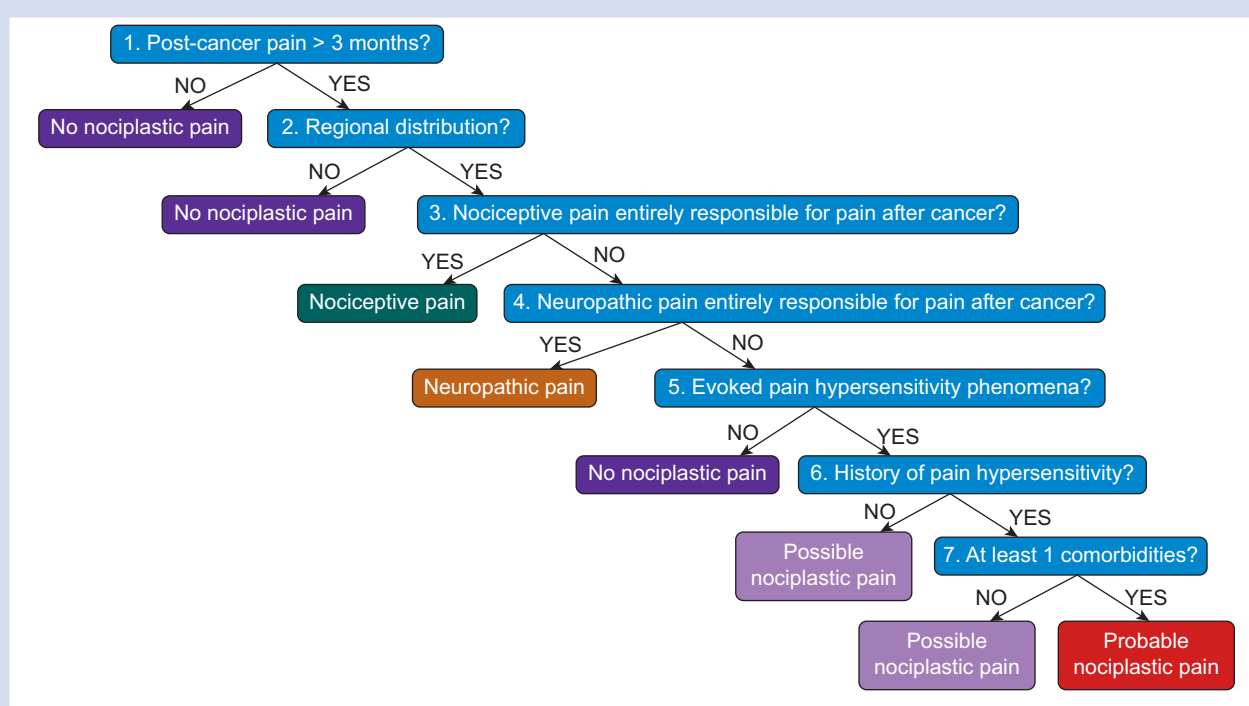 1. Post-cancer pain > 3 months?
NO
YES
No nociplastic pain
2. Regional distribution?
NO
YES
No nociplastic pain
3. Nociceptive pain entirely responsible for pain after cancer?
YES
NO
Nociceptive pain
4. Neuropathic pain entirely responsible for pain after cancer?
YES
NO
Neuropathic pain
5. Evoked pain hypersensitivity phenomena?
NO
YES
No nociplastic pain
6. History of pain hypersensitivity?
NO
YES
Possible
nociplastic pain
7. At least 1 comorbidities?
NO
YES
Possible
nociplastic pain
Probable
nociplastic pain